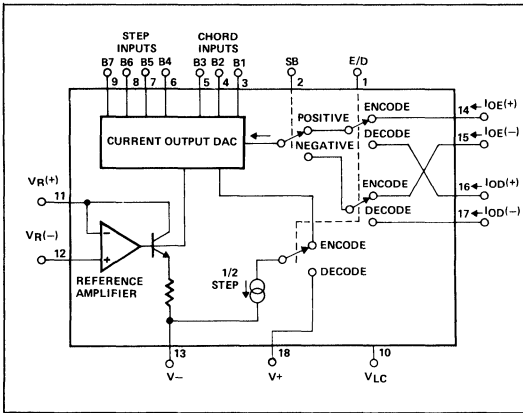 STEP INPUTS
CHORD INPUTS
B7 B6 B5 B4 B3 B2 B1 SB E/D
9 8 7 6 5 4 3 2 1
ENCODE
14 IOE(+)
POSITIVE
15 IOE(−)
CURRENT OUTPUT DAC
DECODE
NEGATIVE
VR(+)
ENCODE
16 IOD(+)
11
DECODE
17 IOD(−)
VR(−)
12
−
+
ENCODE
REFERENCE AMPLIFIER
1/2 STEP
DECODE
13 18 10
V− V+ VLC